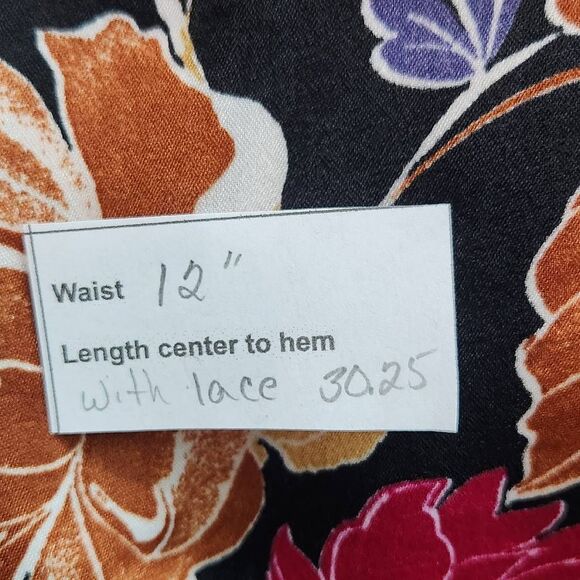 Waist 12"
Length center to hem
with lace 30.25